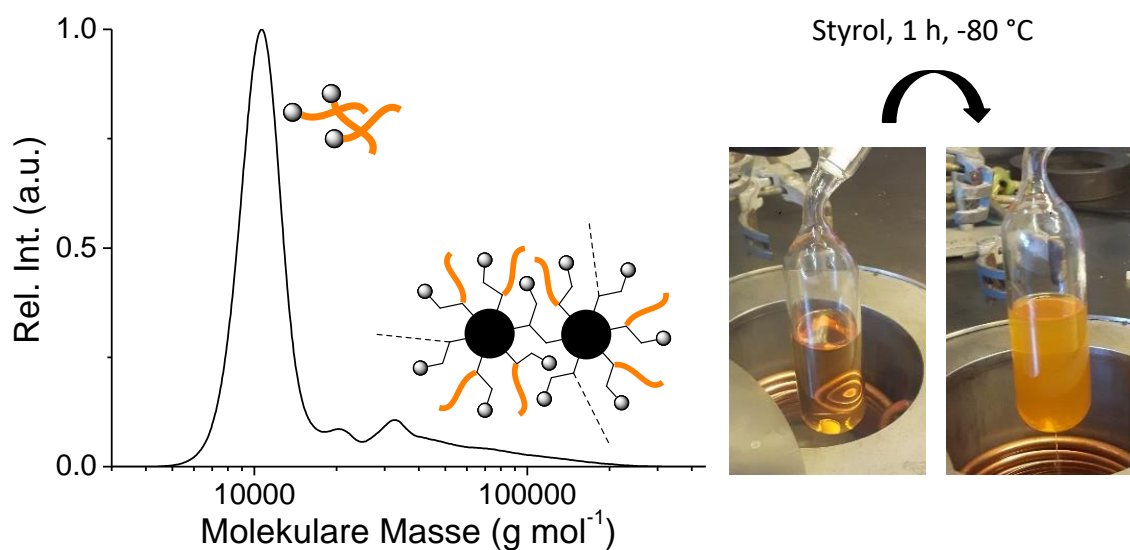 1.0
0.5
0.0
Rel. Int. (a.u.)
10000
100000
Molekulare Masse (g mol⁻¹)
Styrol, 1 h, -80 °C